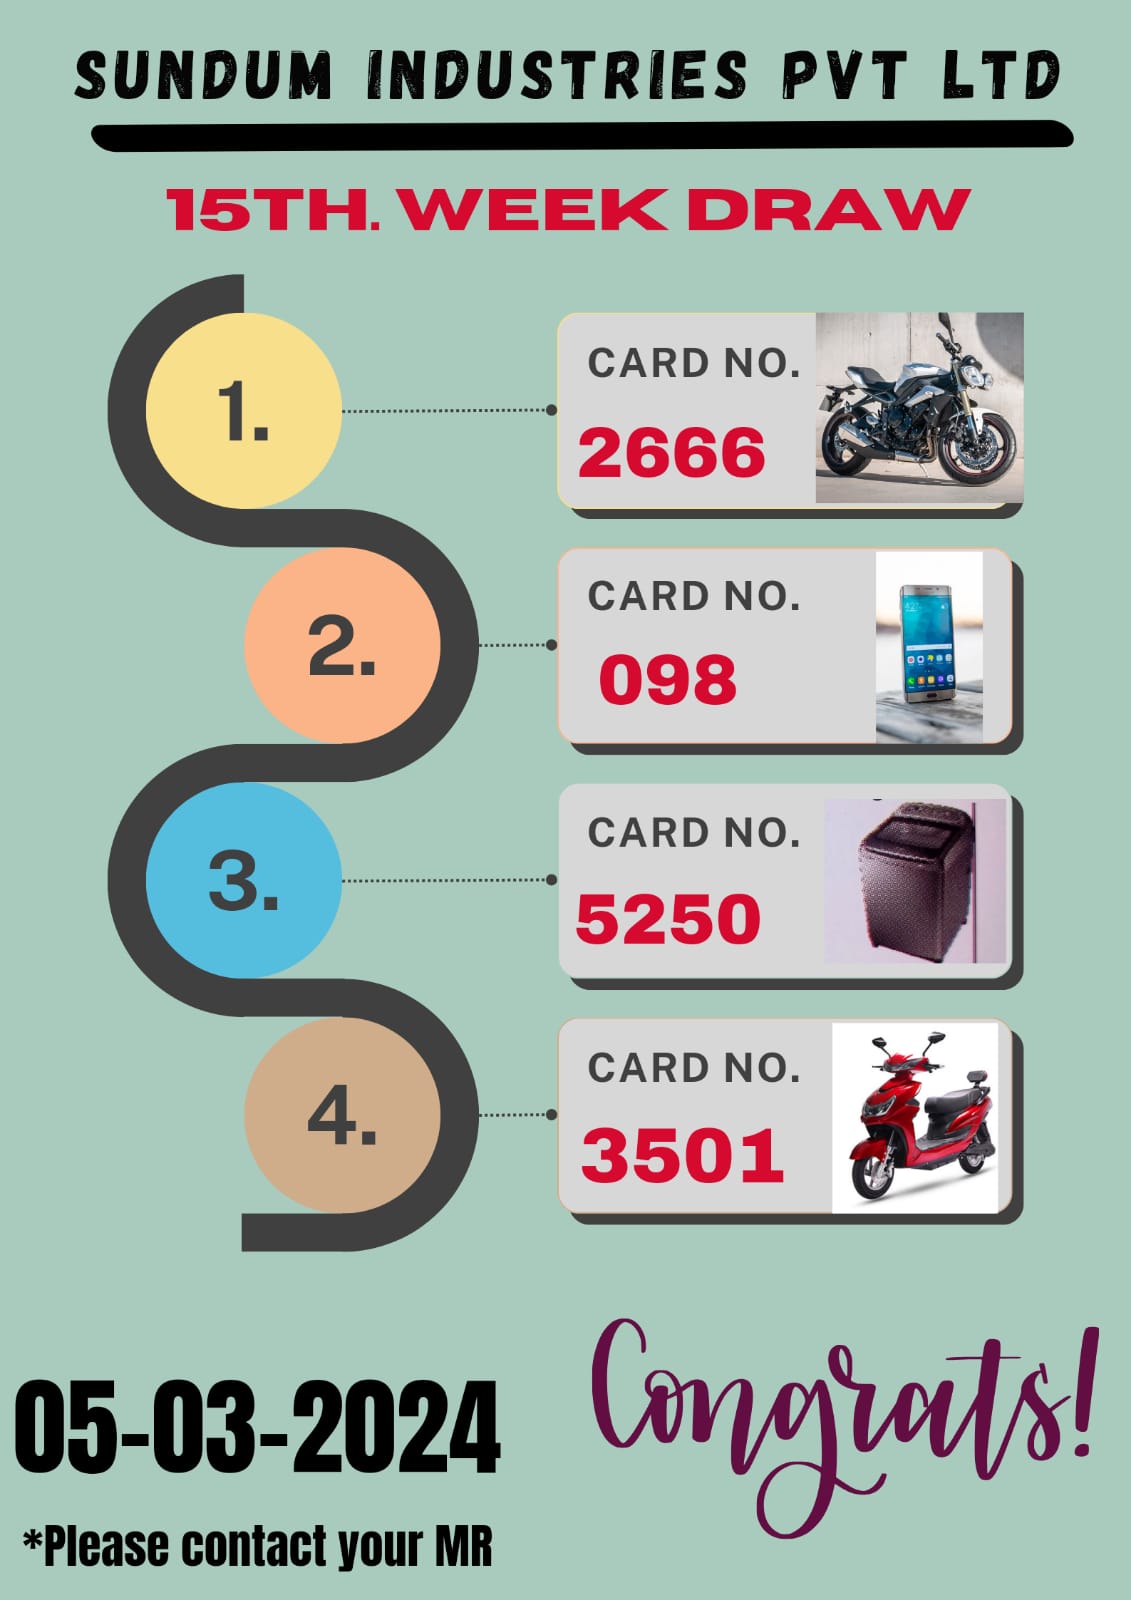 SUNDUM INDUSTRIES PVT LTD
15TH. WEEK DRAW
1.
CARD NO.
2666
2.
CARD NO.
098
3.
CARD NO.
5250
4.
CARD NO.
3501
Congrats!
05-03-2024
*Please contact your MR